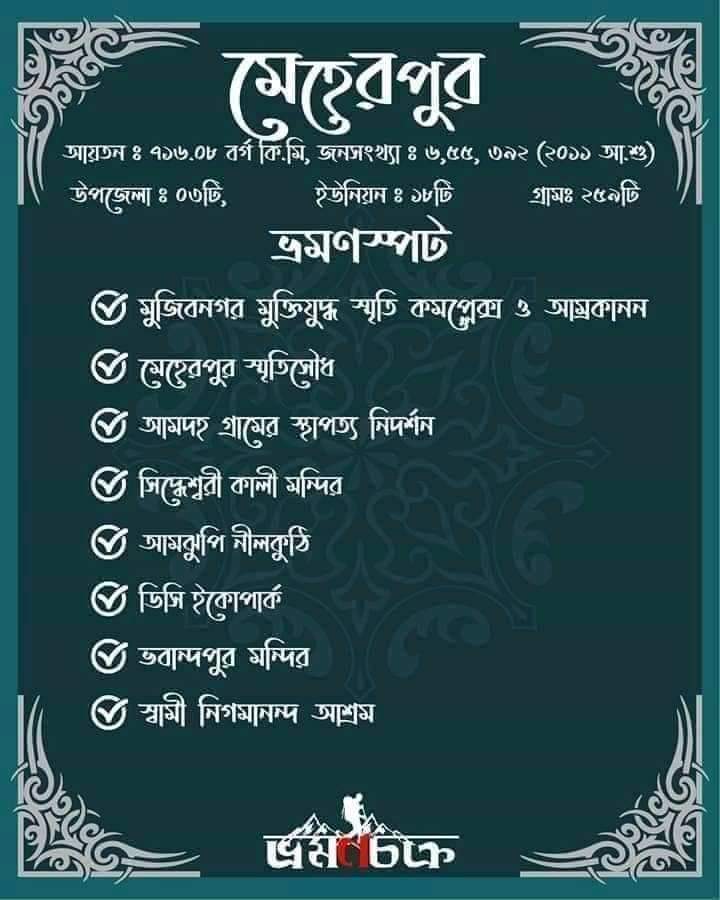 মেহেরপুর
আয়তন ঃ ৭১৬.০৮ বর্গ কি.মি, জনসংখ্যা ঃ ৬,৫৫, ৩৯২ (২০১১ আ.শু)
উপজেলা ঃ ০৩টি, ইউনিয়ন ঃ ১৮টি গ্রামঃ ২৫৯টি
ভ্রমণস্পট
মুজিবনগর মুক্তিযুদ্ধ স্মৃতি কমপ্লেক্স ও আম্রকানন
মেহেরপুর স্মৃতিসৌধ
আমদহ গ্রামের স্থাপত্য নিদর্শন
সিদ্ধেশ্বরী কালী মন্দির
আমঝুপি নীলকুঠি
ডিসি ইকোপার্ক
ভবান্দপুর মন্দির
স্বামী নিগমানন্দ আশ্রম
ভ্রমণচক্র